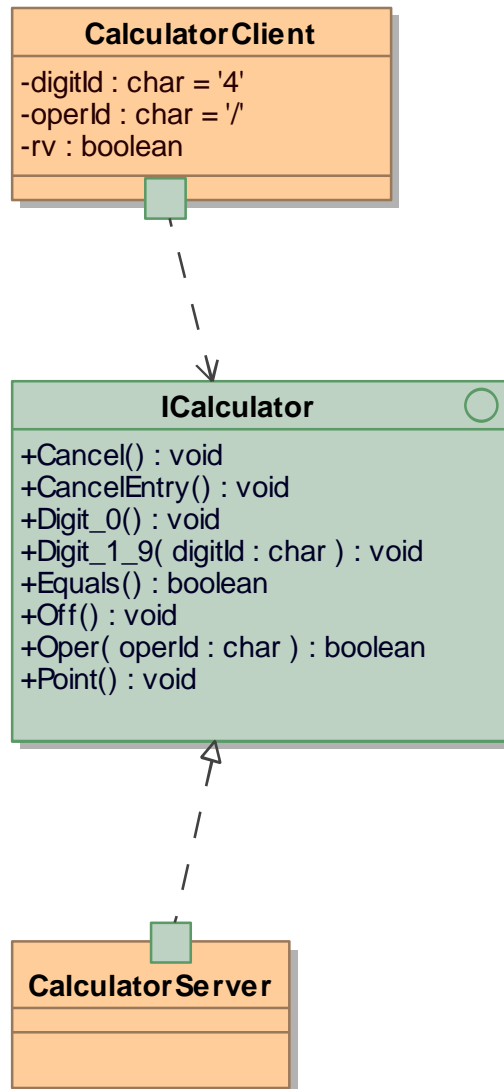 CalculatorClient
-digitId : char = '4'
-operId : char = '/'
-rv : boolean
ICalculator
+Cancel() : void
+CancelEntry() : void
+Digit_0() : void
+Digit_1_9( digitId : char ) : void
+Equals() : boolean
+Off() : void
+Oper( operId : char ) : boolean
+Point() : void
CalculatorServer